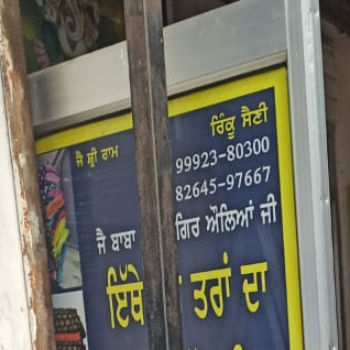 ਰਿੰਕੂ ਸੈਣੀ
ਜੈ ਸ਼੍ਰੀ ਰਾਮ
99923-80300
82645-97667
ਜੈ ਬਾਬਾ ਗਿਰ ਔਲਿਆਂ ਜੀ
ਇੱਥੇ ਤਰਾਂ ਦਾ